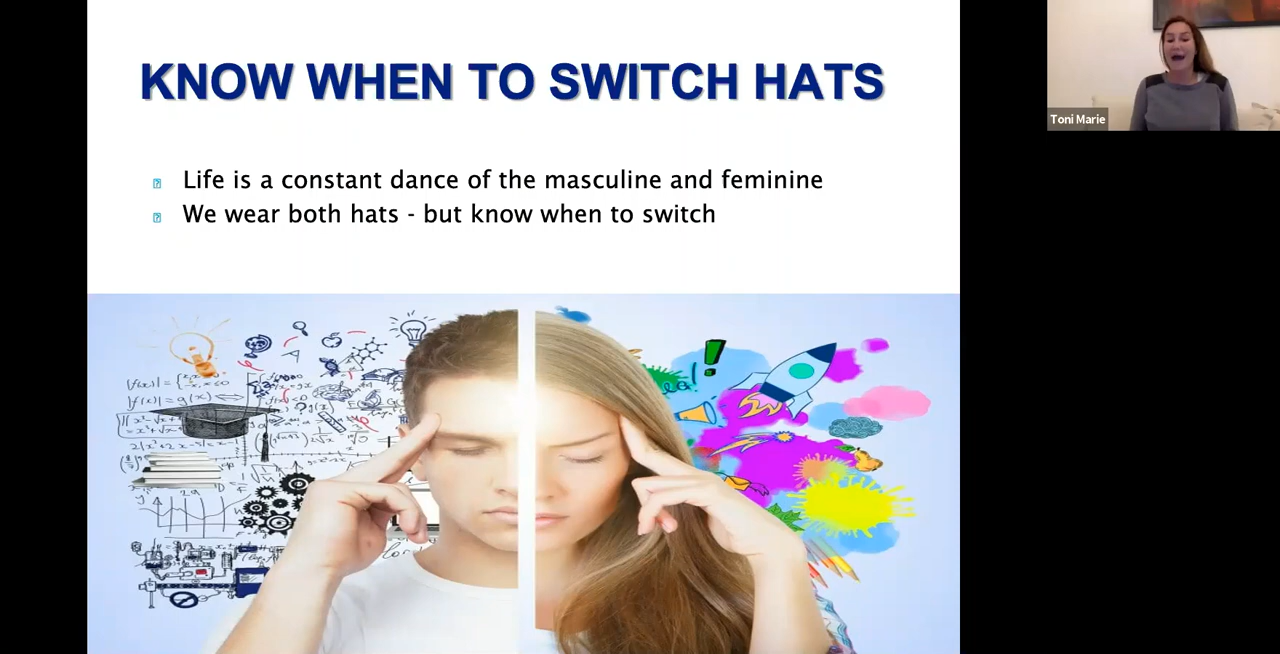 KNOW WHEN TO SWITCH HATS
Toni Marie
Life is a constant dance of the masculine and feminine
We wear both hats - but know when to switch